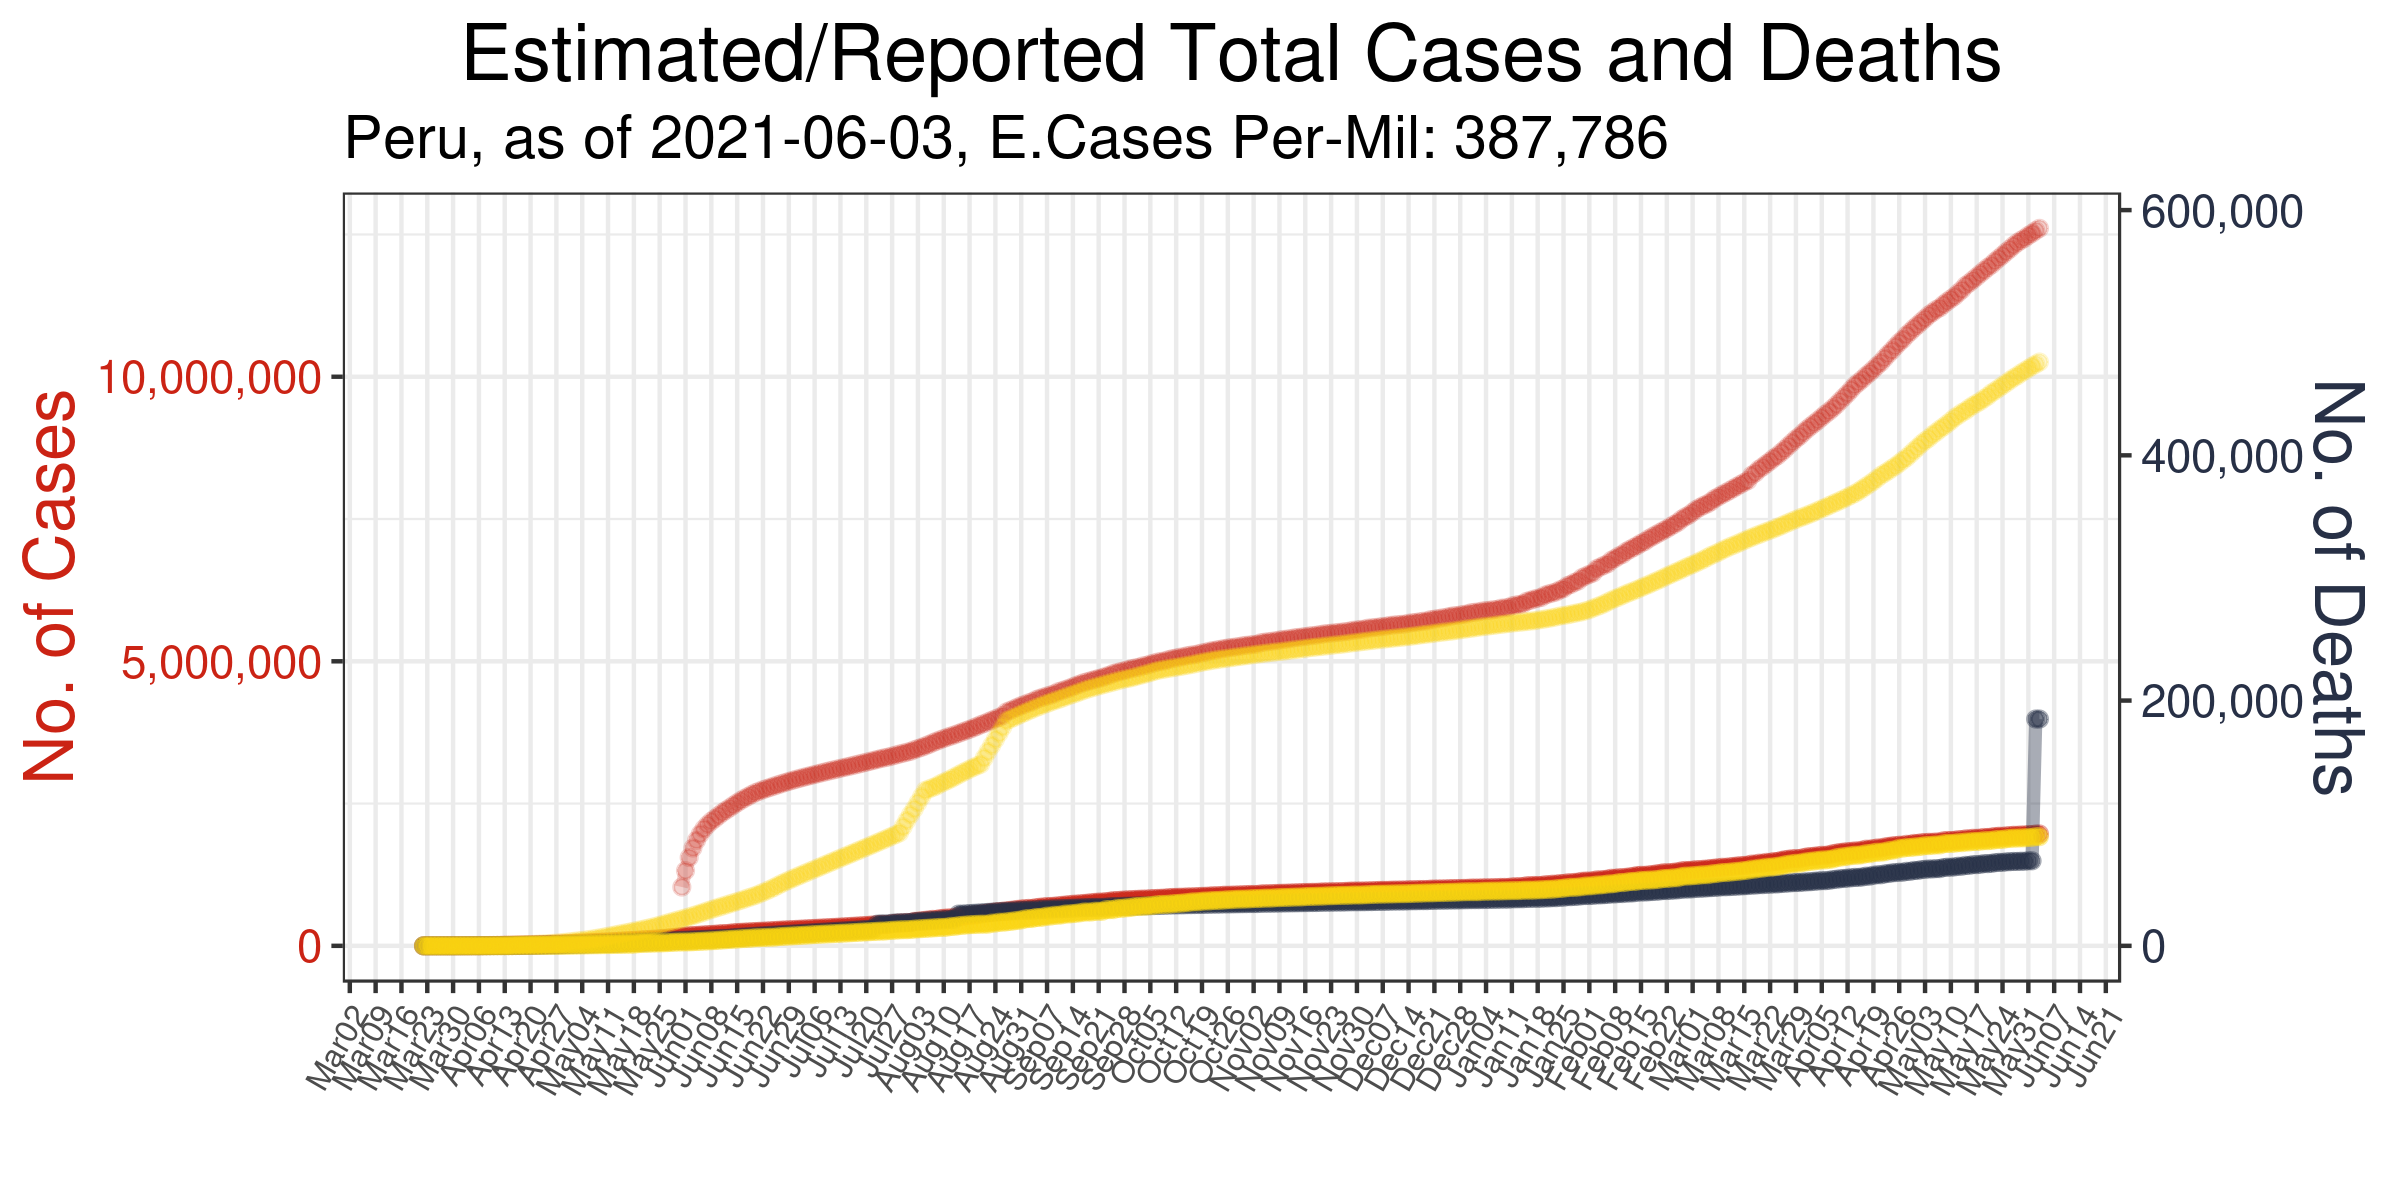 Estimated/Reported Total Cases and Deaths
Peru, as of 2021-06-03, E.Cases Per-Mil: 387,786
No. of Cases
10,000,000
5,000,000
0
600,000
400,000
200,000
0
No. of Deaths
Mar02
Mar09
Mar16
Mar23
Mar30
Apr06
Apr13
Apr20
Apr27
May04
May11
May18
May25
Jun01
Jun08
Jun15
Jun22
Jun29
Jul06
Jul13
Jul20
Jul27
Aug03
Aug10
Aug17
Aug24
Aug31
Sep07
Sep14
Sep21
Sep28
Oct05
Oct12
Oct19
Oct26
Nov02
Nov09
Nov16
Nov23
Nov30
Dec07
Dec14
Dec21
Dec28
Jan04
Jan11
Jan18
Jan25
Feb01
Feb08
Feb15
Feb22
Mar01
Mar08
Mar15
Mar22
Mar29
Apr05
Apr12
Apr19
Apr26
May03
May10
May17
May24
May31
Jun07
Jun14
Jun21